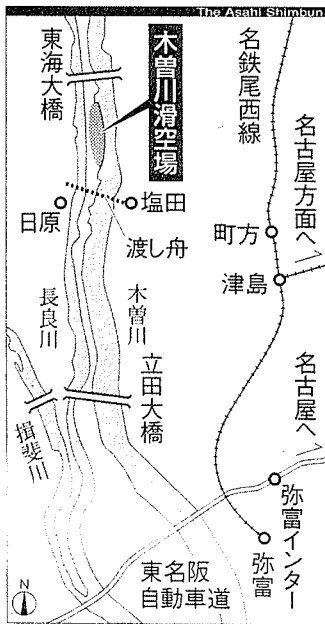 The Asahi Shimbun
東海大橋
木曽川滑空場
名鉄尾西線
名古屋方面へ
日原
塩田
渡し舟
町方
津島
長良川
木曽川
立田大橋
揖斐川
名古屋へ
弥富インター
弥富
東名阪
自動車道
N